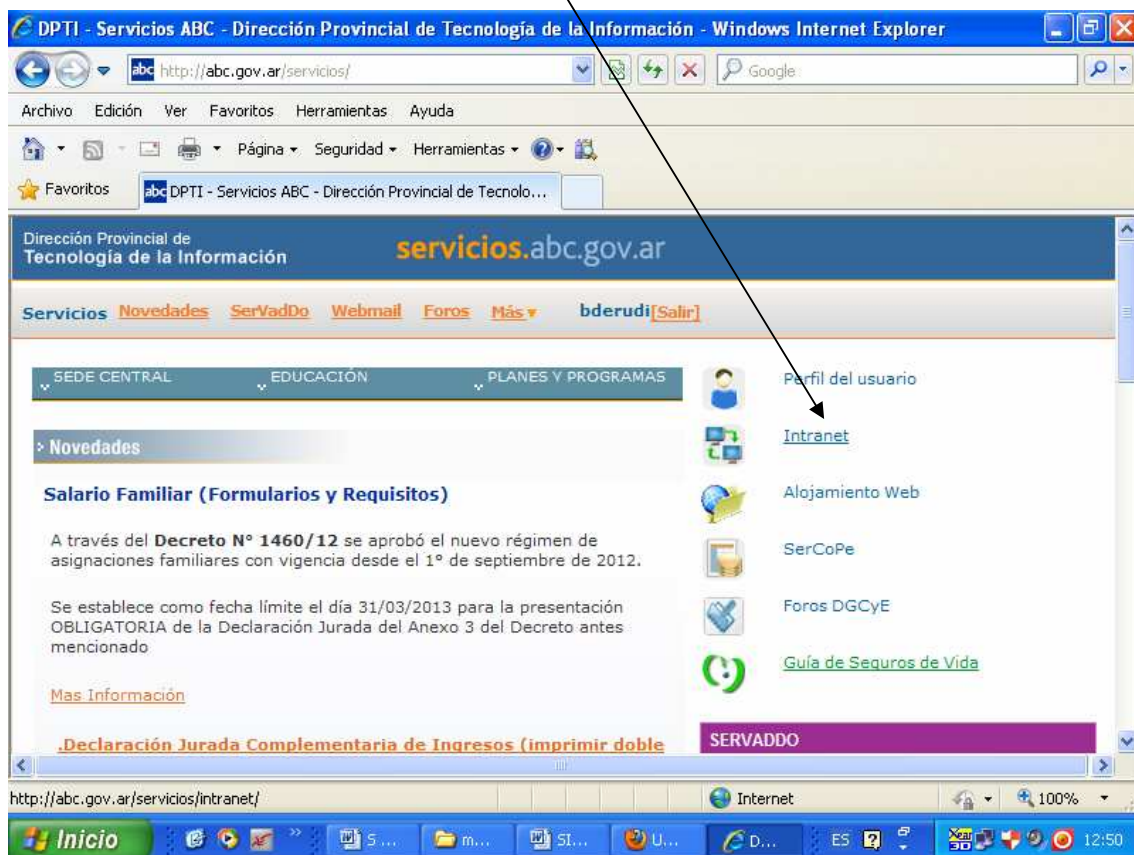 DPTI - Servicios ABC - Dirección Provincial de Tecnología de la Información - Windows Internet Explorer
abc http://abc.gov.ar/servicios/
Google
Archivo Edición Ver Favoritos Herramientas Ayuda
Página Seguridad Herramientas
Favoritos abc DPTI - Servicios ABC - Dirección Provincial de Tecnolo...
Dirección Provincial de
Tecnología de la Información
servicios.abc.gov.ar
Servicios Novedades SerVadDo Webmail Foros Más bderudi[Salir]
SEDE CENTRAL EDUCACIÓN PLANES Y PROGRAMAS
> Novedades
Salario Familiar (Formularios y Requisitos)
A través del Decreto N° 1460/12 se aprobó el nuevo régimen de
asignaciones familiares con vigencia desde el 1° de septiembre de 2012.
Se establece como fecha límite el día 31/03/2013 para la presentación
OBLIGATORIA de la Declaración Jurada del Anexo 3 del Decreto antes
mencionado
Mas Información
.Declaración Jurada Complementaria de Ingresos (imprimir doble
Perfil del usuario
Intranet
Alojamiento Web
SerCoPe
Foros DGCyE
Guía de Seguros de Vida
SERVADDO
http://abc.gov.ar/servicios/intranet/
Internet
100%
Inicio
S ...
m...
SI...
U...
D...
ES
12:50